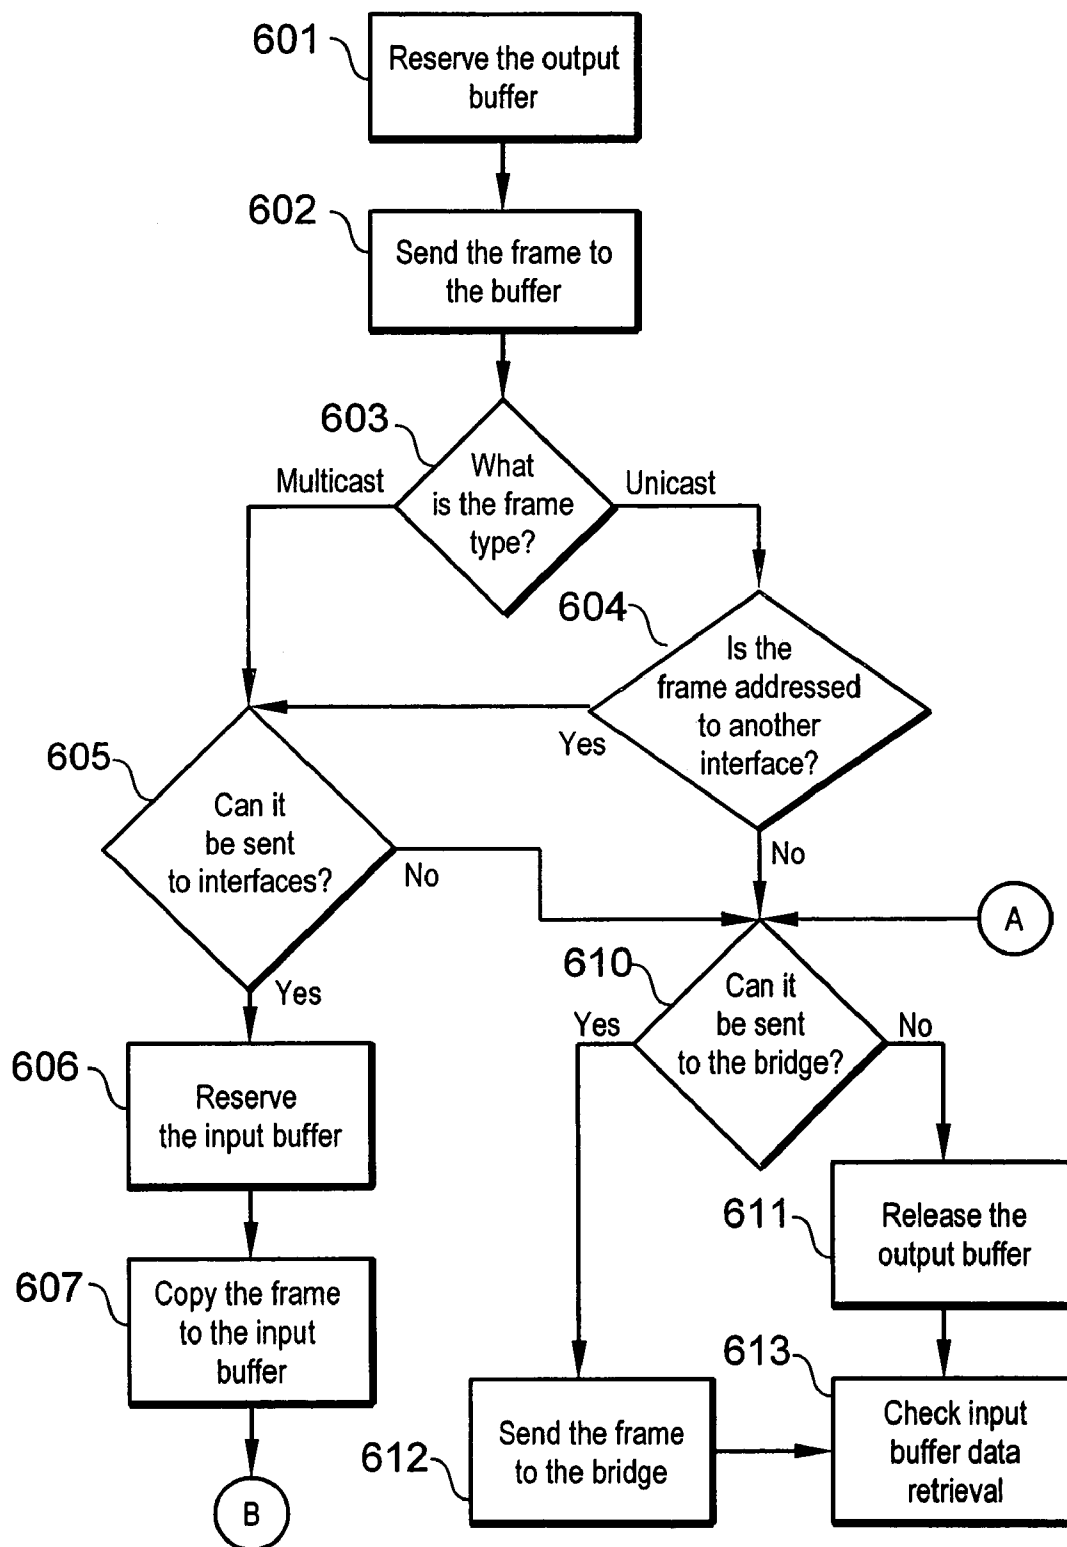 601
Reserve the output
buffer
602
Send the frame to
the buffer
603
What
is the frame
type?
Multicast
Unicast
604
Is the
frame addressed
to another
interface?
Yes
No
605
Can it
be sent
to interfaces?
No
Yes
A
610
Can it
be sent
to the bridge?
Yes
No
606
Reserve
the input buffer
611
Release the
output buffer
607
Copy the frame
to the input
buffer
613
Check input
buffer data
retrieval
612
Send the frame
to the bridge
B